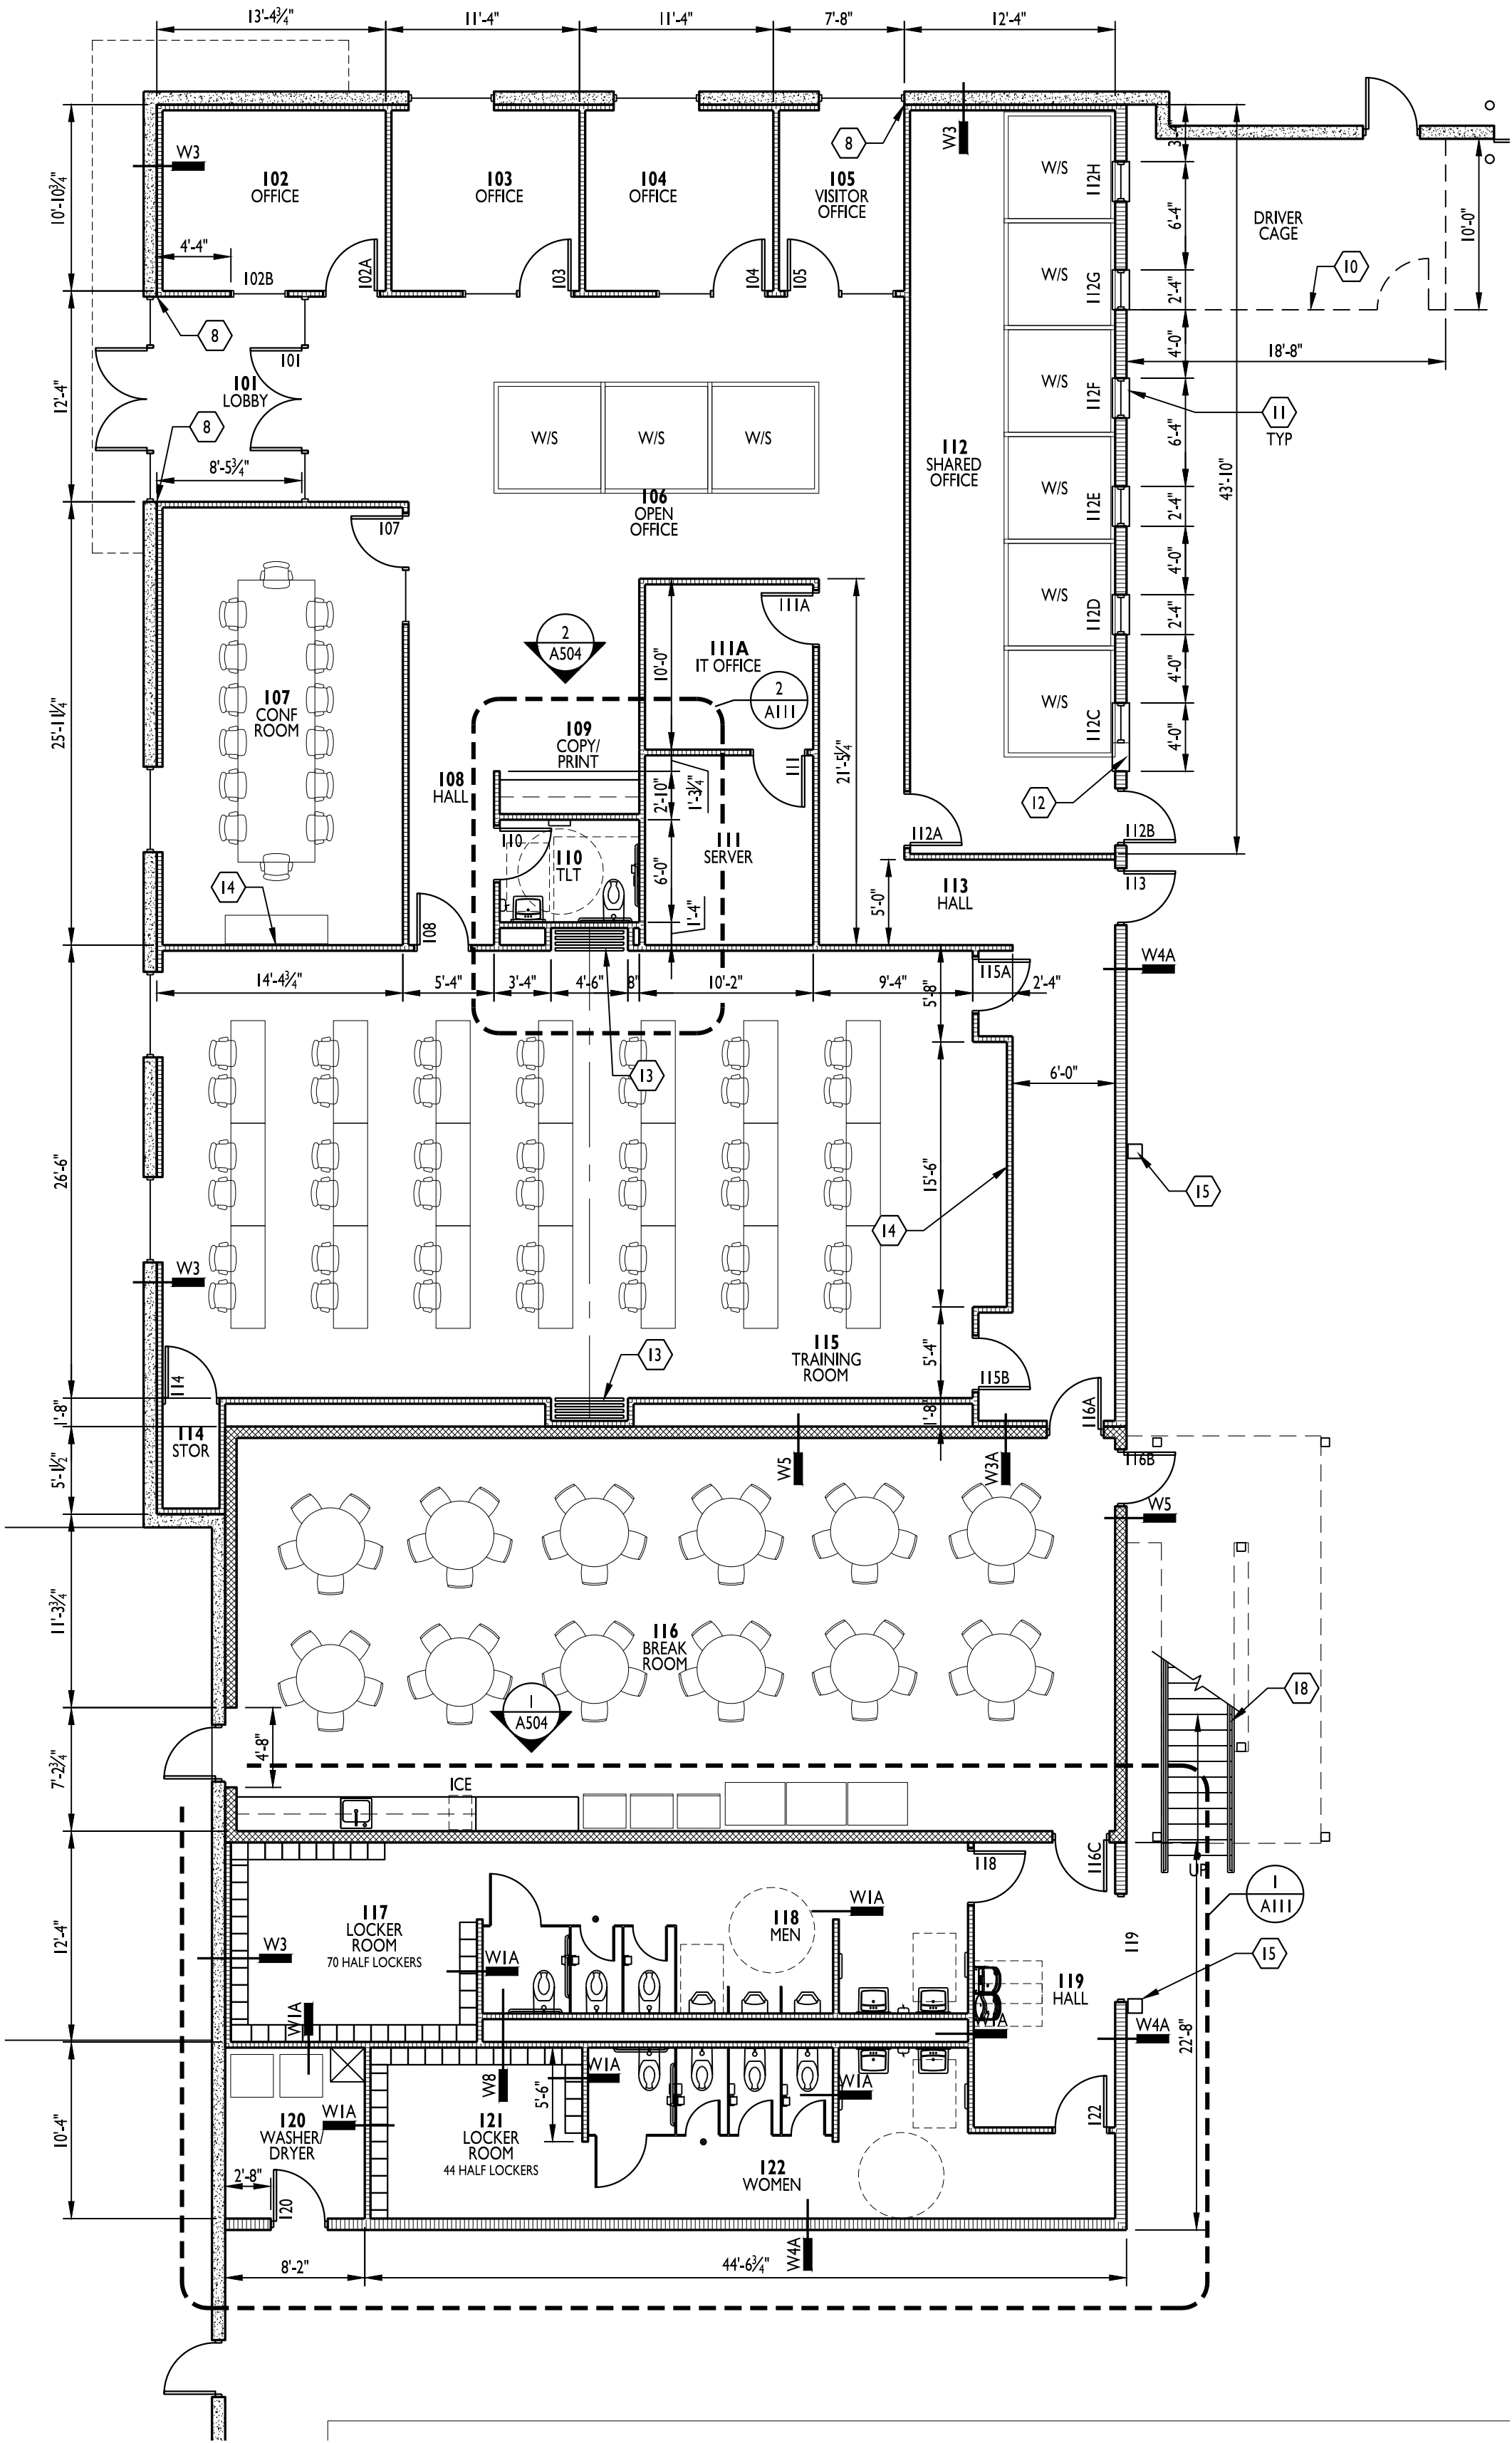 13'-4¾" 11'-4" 11'-4" 7'-8" 12'-4"
W3
8
W3
102
OFFICE
103
OFFICE
104
OFFICE
105
VISITOR
OFFICE
10'-10¾"
4'-4"
102B
102A
103
104
105
W/S
112H
6'-4"
DRIVER
CAGE
10'-0"
10
W/S
112G
2'-4"
8
101
101
LOBBY
12'-4"
8
8'-5¾"
4'-0"
18'-8"
W/S
112F
11
TYP
6'-4"
43'-10"
W/S W/S W/S
106
OPEN
OFFICE
112
SHARED
OFFICE
W/S
112E
2'-4"
4'-0"
W/S
112D
2'-4"
4'-0"
W/S
112C
4'-0"
12
107
107
CONF
ROOM
25'-11¼"
14
2
A504
111A
111A
IT OFFICE
10'-0"
2
A111
109
COPY/
PRINT
108
HALL
2'-10"
1'-3¼"
111
21'-5¼"
110
110
TLT
6'-0"
1'-4"
111
SERVER
112A
112B
5'-0"
113
HALL
113
108
W4A
14'-4¾" 5'-4" 3'-4" 4'-6" 8" 10'-2" 9'-4" 2'-4"
115A
5'-8"
13
6'-0"
26'-6"
15'-6"
14
15
W3
13
115
TRAINING
ROOM
5'-4"
115B
114
1'-8"
1'-8"
116A
114
STOR
5'-1½"
W5
W3A
116B
W5
11'-3¾"
116
BREAK
ROOM
1
A504
18
7'-2¾"
4'-8"
ICE
UP
118
116C
1
A111
117
LOCKER
ROOM
70 HALF LOCKERS
118
MEN
W1A
12'-4"
W3
W1A
119
15
119
HALL
W1A
W1A
W4A
22'-8"
W8
W1A
5'-6"
W1A
120
WASHER/
DRYER
W1A
121
LOCKER
ROOM
44 HALF LOCKERS
122
10'-4"
2'-8"
120
122
WOMEN
W4A
8'-2" 44'-6¾"